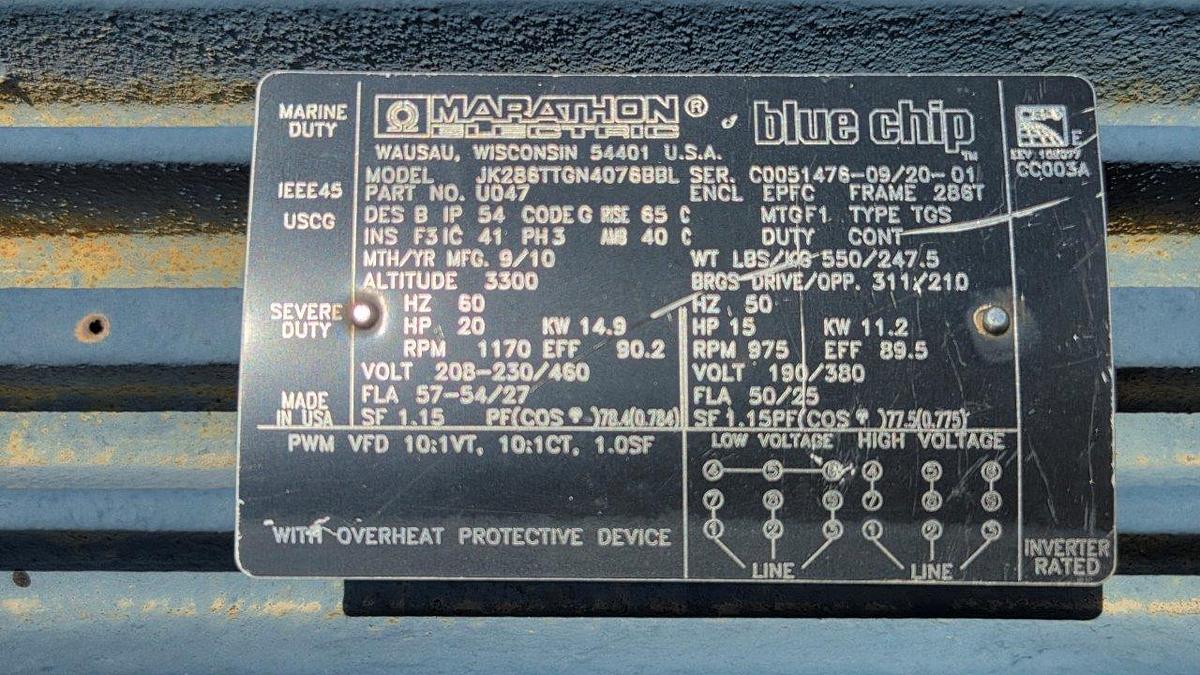 MARINE
DUTY
IEEE45
USCG
SEVERE
DUTY
MADE
IN USA
MARATHON ®
ELECTRIC
blue chip ™
WAUSAU, WISCONSIN 54401 U.S.A.
MODEL JK286TTGN4076BBL SER. C0051476-09/20-01
PART NO. U047 ENCL EPFC FRAME 286T
DES B IP 54 CODE G RISE 65 C MTG F1 TYPE TGS
INS F3 IC 41 PH 3 AMB 40 C DUTY CONT
MTH/YR MFG. 9/10 WT LBS/KG 550/247.5
ALTITUDE 3300 BRGS DRIVE/OPP. 311/210
HZ 60 HZ 50
HP 20 KW 14.9 HP 15 KW 11.2
RPM 1170 EFF 90.2 RPM 975 EFF 89.5
VOLT 208-230/460 VOLT 190/380
FLA 57-54/27 FLA 50/25
SF 1.15 PF(COS φ)78.4(0.784) SF 1.15 PF(COS φ)77.5(0.775)
PWM VFD 10:1VT, 10:1CT, 1.0SF
WITH OVERHEAT PROTECTIVE DEVICE
LOW VOLTAGE HIGH VOLTAGE
4 5 6 4 5 6
7 8 9 7 8 9
1 2 3 1 2 3
LINE LINE
E
CC003A
INVERTER
RATED